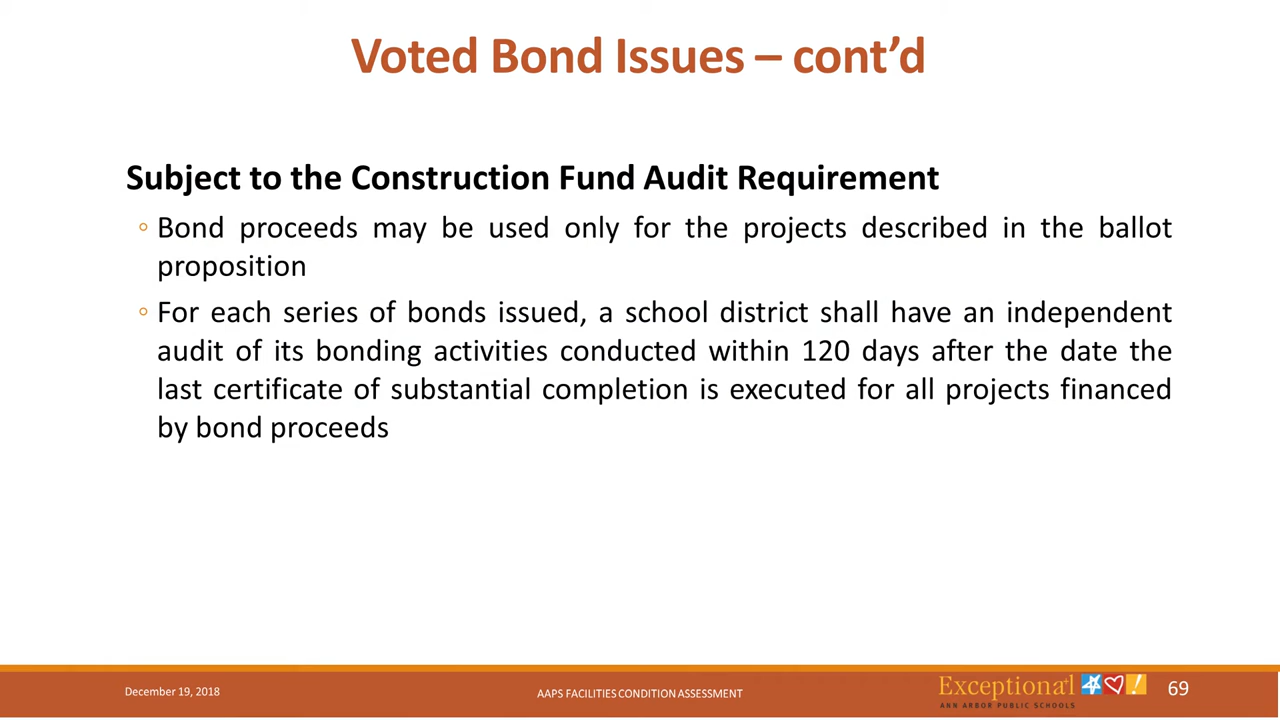 Voted Bond Issues – cont’d
Subject to the Construction Fund Audit Requirement
◦ Bond proceeds may be used only for the projects described in the ballot
proposition
◦ For each series of bonds issued, a school district shall have an independent
audit of its bonding activities conducted within 120 days after the date the
last certificate of substantial completion is executed for all projects financed
by bond proceeds
December 19, 2018
AAPS FACILITIES CONDITION ASSESSMENT
Exceptional
ANN ARBOR PUBLIC SCHOOLS
69